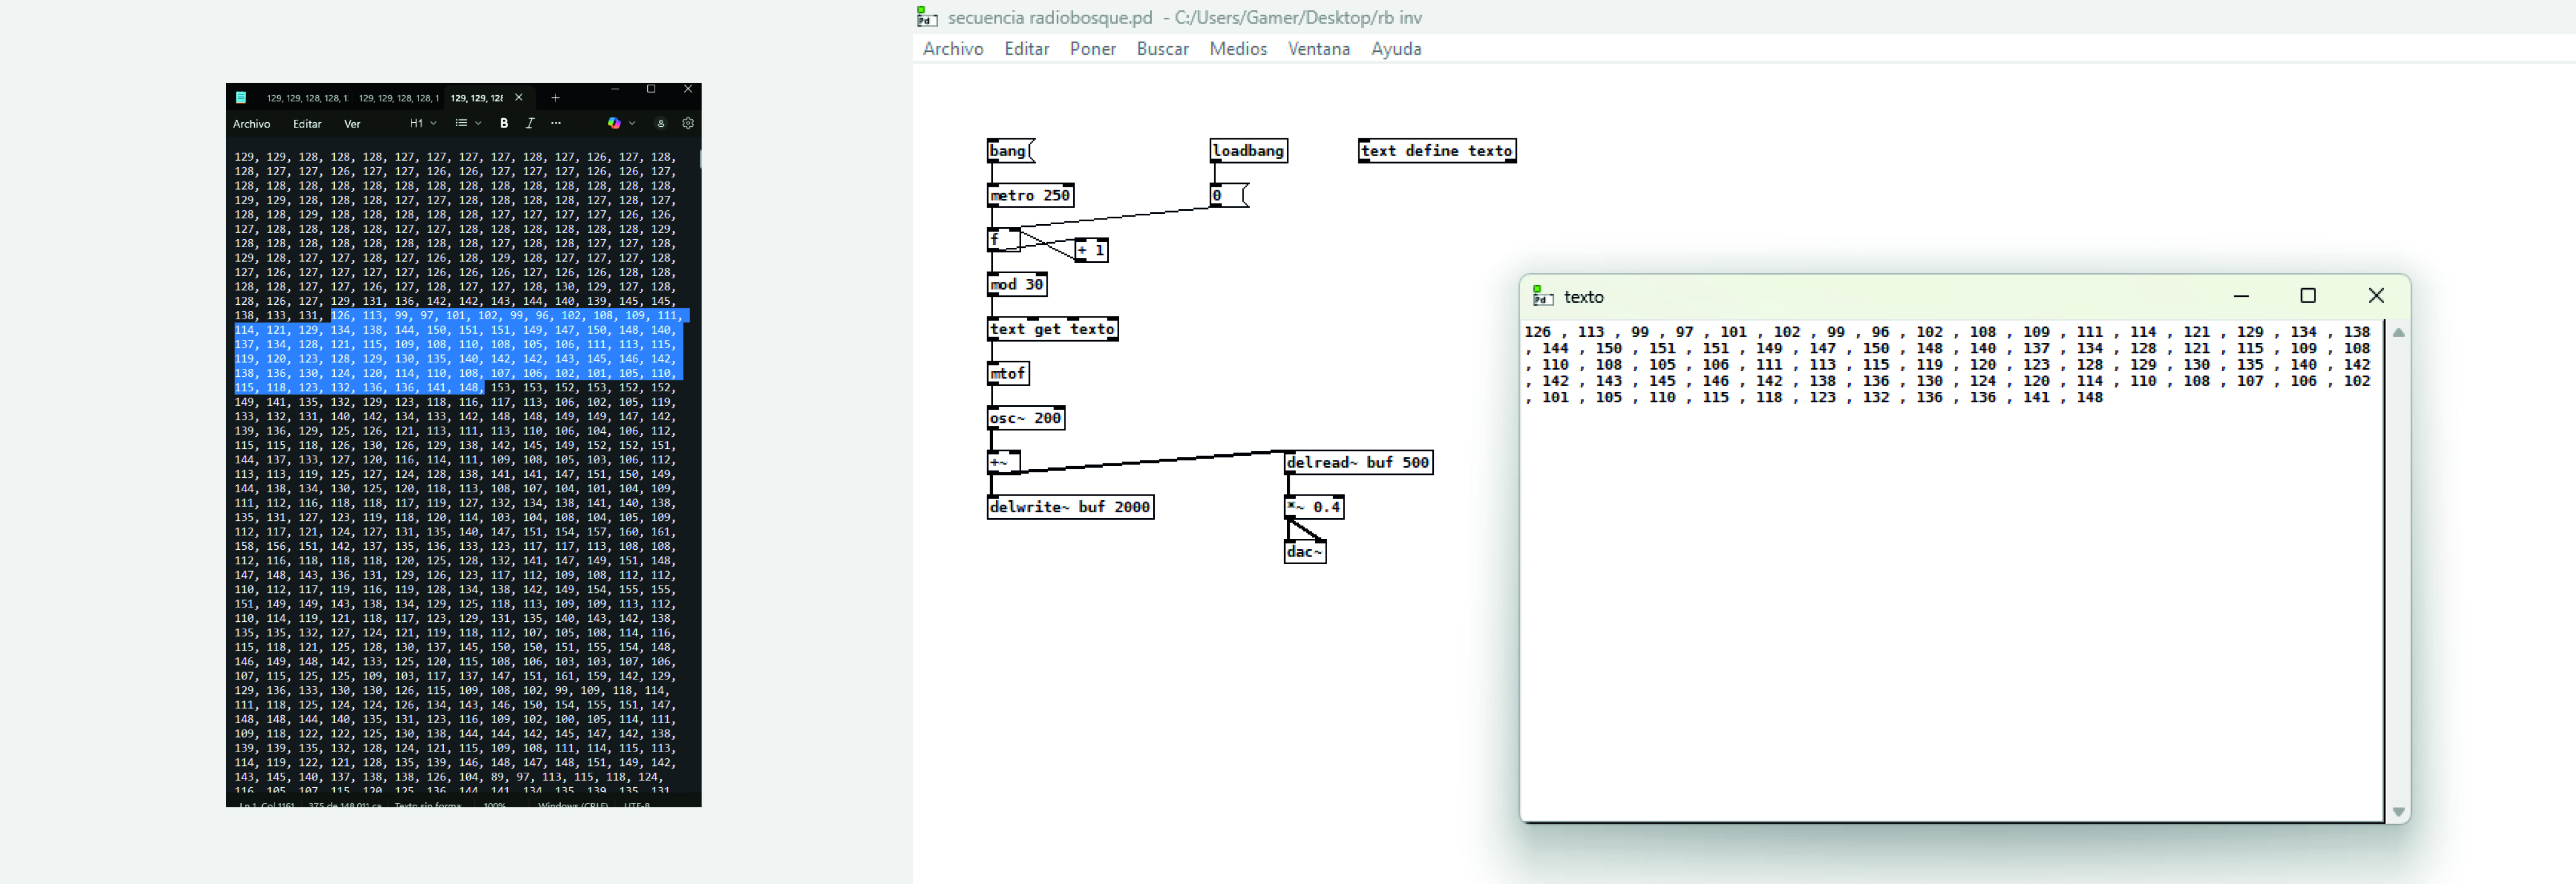 129, 129, 128, 128, 1. 129, 129, 128, 128, 1 129, 129, 128
Archivo Editar Ver H1 B I ...
129, 129, 128, 128, 128, 127, 127, 127, 127, 128, 127, 126, 127, 128,
128, 127, 127, 126, 127, 127, 126, 126, 127, 127, 127, 126, 126, 127,
128, 128, 128, 128, 128, 128, 128, 128, 128, 128, 128, 128, 128, 128,
129, 129, 128, 128, 128, 127, 127, 128, 128, 128, 128, 127, 128, 127,
128, 128, 129, 128, 128, 128, 128, 128, 127, 127, 127, 127, 126, 126,
127, 128, 128, 128, 127, 127, 128, 128, 128, 128, 128, 128, 128, 129,
128, 128, 128, 128, 128, 128, 128, 127, 128, 128, 128, 127, 127, 128,
129, 128, 127, 127, 128, 127, 126, 128, 129, 128, 128, 127, 127, 128,
127, 126, 127, 127, 127, 127, 126, 126, 127, 126, 126, 126, 128, 128,
128, 128, 127, 127, 126, 127, 128, 127, 127, 128, 130, 129, 127, 128,
128, 126, 127, 129, 131, 136, 142, 142, 143, 144, 140, 139, 145, 145,
138, 133, 131, 126, 113, 99, 97, 101, 102, 99, 96, 102, 108, 109, 111,
114, 121, 129, 134, 138, 144, 150, 151, 151, 149, 147, 150, 148, 140,
137, 134, 128, 121, 115, 109, 108, 110, 108, 105, 106, 111, 113, 115,
119, 120, 123, 128, 129, 130, 135, 140, 142, 142, 143, 145, 146, 142,
138, 136, 130, 124, 120, 114, 110, 108, 107, 106, 102, 101, 105, 110,
115, 118, 123, 132, 136, 136, 141, 148, 153, 153, 152, 153, 152, 152,
149, 141, 135, 132, 129, 123, 118, 116, 117, 113, 106, 102, 105, 119,
133, 132, 131, 140, 142, 134, 133, 142, 148, 148, 149, 149, 147, 142,
139, 136, 129, 125, 126, 121, 113, 111, 113, 110, 106, 104, 106, 112,
115, 115, 118, 126, 130, 126, 129, 138, 142, 145, 149, 152, 152, 151,
144, 137, 133, 127, 120, 116, 114, 111, 109, 108, 105, 103, 106, 112,
113, 113, 119, 125, 127, 124, 128, 138, 141, 141, 147, 151, 150, 149,
144, 138, 134, 130, 125, 120, 118, 113, 108, 107, 104, 101, 104, 109,
111, 112, 116, 118, 118, 117, 119, 127, 132, 134, 138, 141, 140, 138,
135, 131, 127, 123, 119, 118, 120, 114, 103, 104, 108, 104, 105, 109,
112, 117, 121, 124, 127, 131, 135, 140, 147, 151, 154, 157, 160, 161,
158, 156, 151, 142, 137, 135, 136, 133, 123, 117, 117, 113, 108, 108,
112, 116, 118, 118, 118, 120, 125, 128, 132, 141, 147, 149, 151, 148,
147, 148, 143, 136, 131, 129, 126, 123, 117, 112, 109, 108, 112, 112,
110, 112, 117, 119, 116, 119, 128, 134, 138, 142, 149, 154, 155, 155,
151, 149, 149, 143, 138, 134, 129, 125, 118, 113, 109, 109, 113, 112,
110, 114, 119, 121, 118, 117, 123, 129, 131, 135, 140, 143, 142, 138,
135, 135, 132, 127, 124, 121, 119, 118, 112, 107, 105, 108, 114, 116,
115, 118, 121, 125, 128, 130, 137, 145, 150, 150, 151, 155, 154, 148,
146, 149, 148, 142, 133, 125, 120, 115, 108, 106, 103, 103, 107, 106,
107, 115, 125, 125, 109, 103, 117, 137, 147, 151, 161, 159, 142, 129,
129, 136, 133, 130, 130, 126, 115, 109, 108, 102, 99, 109, 118, 114,
111, 118, 125, 124, 124, 126, 134, 143, 146, 150, 154, 155, 151, 147,
148, 148, 144, 140, 135, 131, 123, 116, 109, 102, 100, 105, 114, 111,
109, 118, 122, 122, 125, 130, 138, 144, 144, 142, 145, 147, 142, 138,
139, 139, 135, 132, 128, 124, 121, 115, 109, 108, 111, 114, 115, 113,
114, 119, 122, 121, 128, 135, 139, 146, 148, 147, 148, 151, 149, 142,
143, 145, 140, 137, 138, 138, 126, 104, 89, 97, 113, 115, 118, 124,
116, 105, 107, 115, 120, 125, 136, 144, 141, 134, 135, 139, 135, 131
Ln 1, Col 1161 375 de 148.011 ca Texto sin forma 100% Windows (CRLF) UTF-8
secuencia radiobosque.pd - C:/Users/Gamer/Desktop/rb inv
Archivo Editar Poner Buscar Medios Ventana Ayuda
bang loadbang text define texto
metro 250 0
f + 1
mod 30
text get texto
mtof
osc~ 200
+~ delread~ buf 500
delwrite~ buf 2000 *~ 0.4
dac~
texto
126 , 113 , 99 , 97 , 101 , 102 , 99 , 96 , 102 , 108 , 109 , 111 , 114 , 121 , 129 , 134 , 138
, 144 , 150 , 151 , 151 , 149 , 147 , 150 , 148 , 140 , 137 , 134 , 128 , 121 , 115 , 109 , 108
, 110 , 108 , 105 , 106 , 111 , 113 , 115 , 119 , 120 , 123 , 128 , 129 , 130 , 135 , 140 , 142
, 142 , 143 , 145 , 146 , 142 , 138 , 136 , 130 , 124 , 120 , 114 , 110 , 108 , 107 , 106 , 102
, 101 , 105 , 110 , 115 , 118 , 123 , 132 , 136 , 136 , 141 , 148